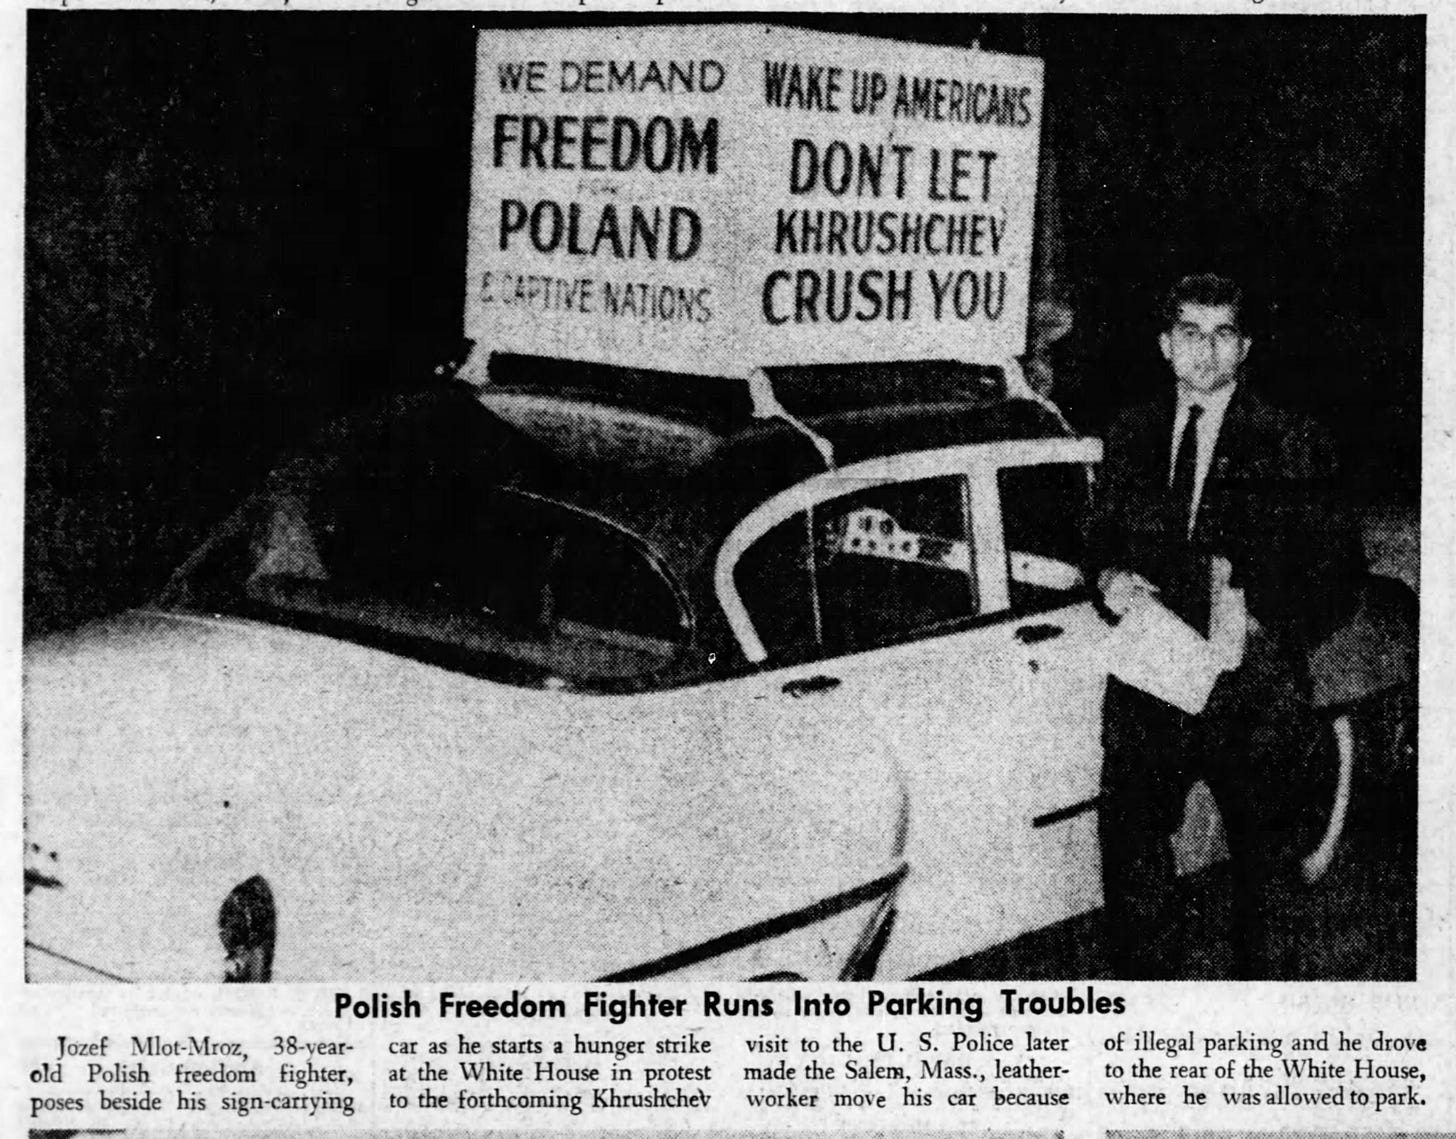 WE DEMAND
FREEDOM
FOR
POLAND
& CAPTIVE NATIONS
WAKE UP AMERICANS
DON'T LET
KHRUSHCHEV
CRUSH YOU
Polish Freedom Fighter Runs Into Parking Troubles
Jozef Mlot-Mroz, 38-year-
old Polish freedom fighter,
poses beside his sign-carrying
car as he starts a hunger strike
at the White House in protest
to the forthcoming Khrushchev
visit to the U. S. Police later
made the Salem, Mass., leather-
worker move his car because
of illegal parking and he drove
to the rear of the White House,
where he was allowed to park.